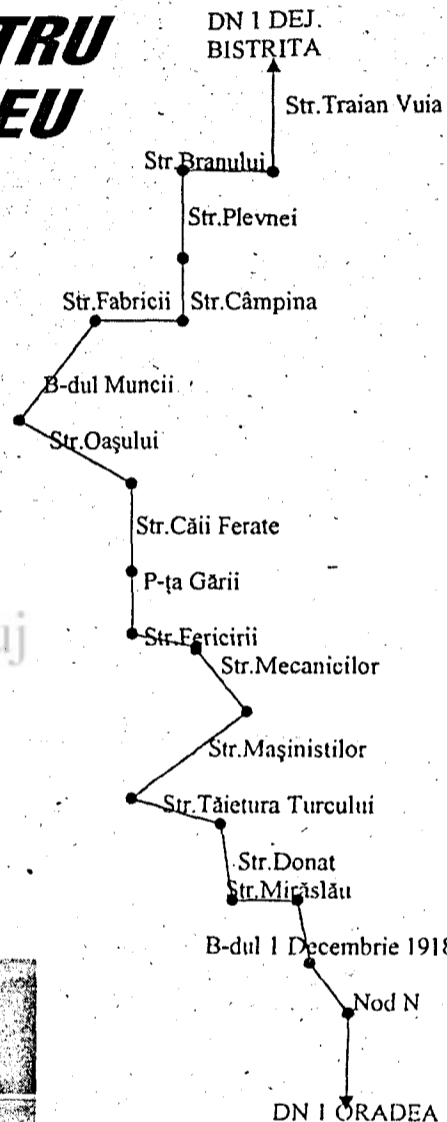 TRU
EU
DN 1 DEJ.
BISTRITA
Str.Traian Vuia
Str.Branului
Str.Plevnei
Str.Fabricii
Str.Câmpina
B-dul Muncii
Str.Oaşului
Str.Căii Ferate
P-ţa Gării
uj
Str.Fericirii
Str.Mecanicilor
Str.Maşinistilor
Str.Tăietura Turcului
Str.Donat
Str.Mirăslău
B-dul 1 Decembrie 1918
Nod N
DN 1 ORADEA